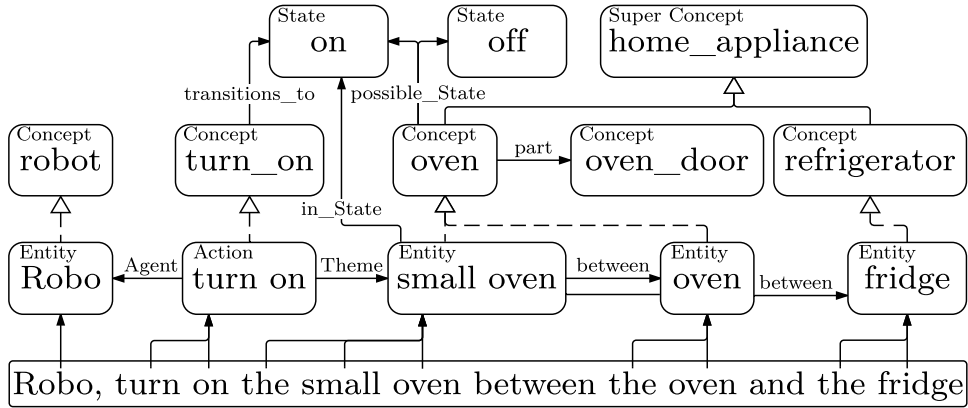 State
on
State
off
Super Concept
home_appliance
transitions_to
possible_State
Concept
robot
Concept
turn_on
Concept
oven
part
Concept
oven_door
Concept
refrigerator
in_State
Entity
Robo
Agent
Action
turn on
Theme
Entity
small oven
between
Entity
oven
between
Entity
fridge
Robo, turn on the small oven between the oven and the fridge